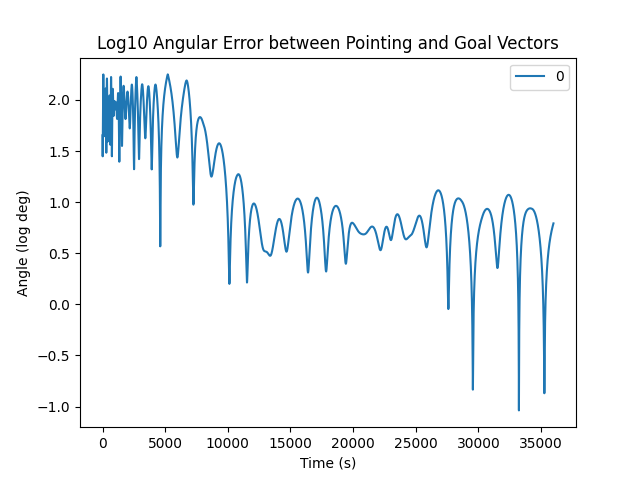 Log10 Angular Error between Pointing and Goal Vectors
0
2.0
1.5
1.0
0.5
0.0
−0.5
−1.0
Angle (log deg)
0 5000 10000 15000 20000 25000 30000 35000
Time (s)